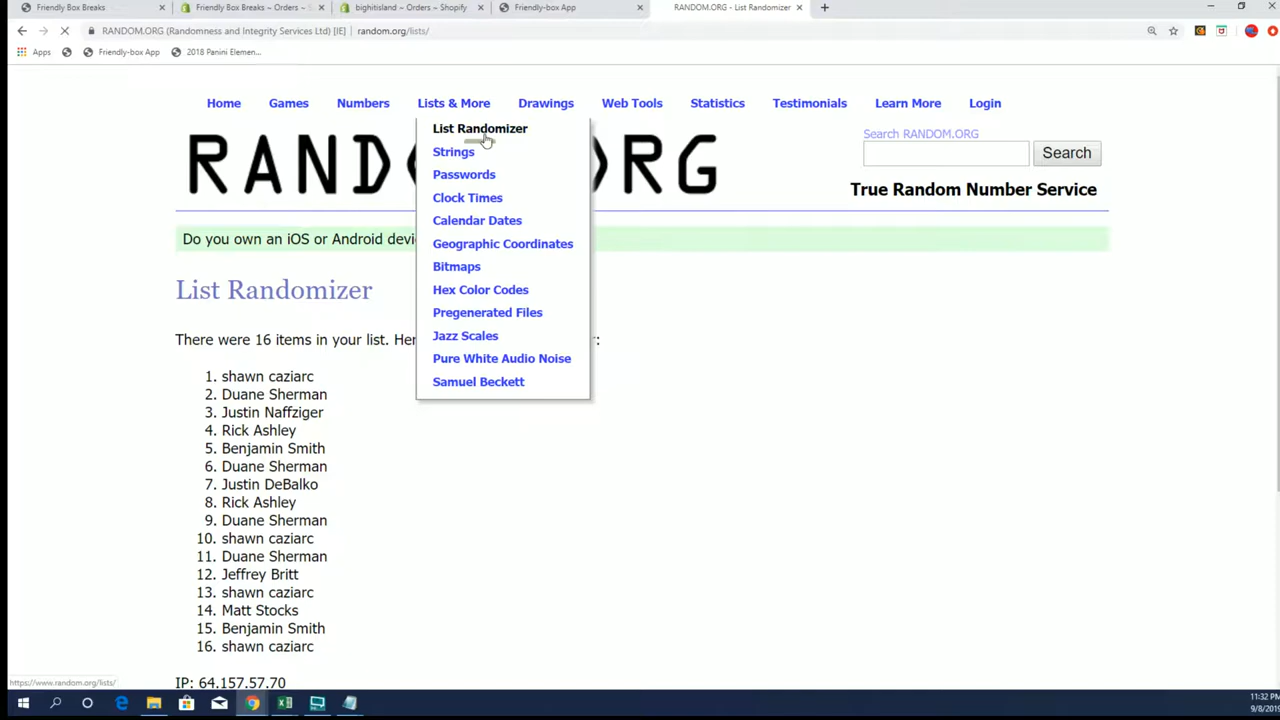 Friendly Box Breaks
Friendly Box Breaks ~ Orders ~ S
bighitisland ~ Orders ~ Shopify
Friendly-box App
RANDOM.ORG - List Randomizer
RANDOM.ORG (Randomness and Integrity Services Ltd) [IE] | random.org/lists/
Apps
Friendly-box App
2018 Panini Elemen...
Home Games Numbers Lists & More Drawings Web Tools Statistics Testimonials Learn More Login
List Randomizer
Strings
Passwords
Clock Times
Calendar Dates
Geographic Coordinates
Bitmaps
Hex Color Codes
Pregenerated Files
Jazz Scales
Pure White Audio Noise
Samuel Beckett
Search RANDOM.ORG
Search
True Random Number Service
Do you own an iOS or Android devi
List Randomizer
There were 16 items in your list. Her :
1. shawn caziarc
2. Duane Sherman
3. Justin Naffziger
4. Rick Ashley
5. Benjamin Smith
6. Duane Sherman
7. Justin DeBalko
8. Rick Ashley
9. Duane Sherman
10. shawn caziarc
11. Duane Sherman
12. Jeffrey Britt
13. shawn caziarc
14. Matt Stocks
15. Benjamin Smith
16. shawn caziarc
IP: 64.157.57.70
https://www.random.org/lists/
11:32 PM
9/8/201